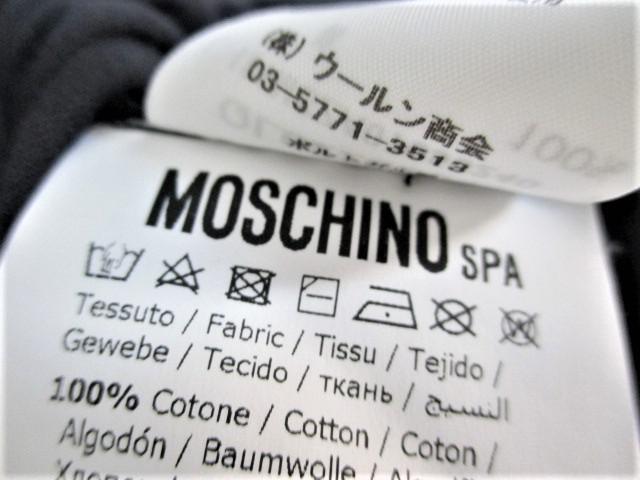 (株) ウールン商会
03-5771-3513
MOSCHINO SPA
Tessuto / Fabric / Tissu / Tejido /
Gewebe / Tecido / ткань / النسيج
100% Cotone / Cotton / Coton /
Algodón / Baumwolle /